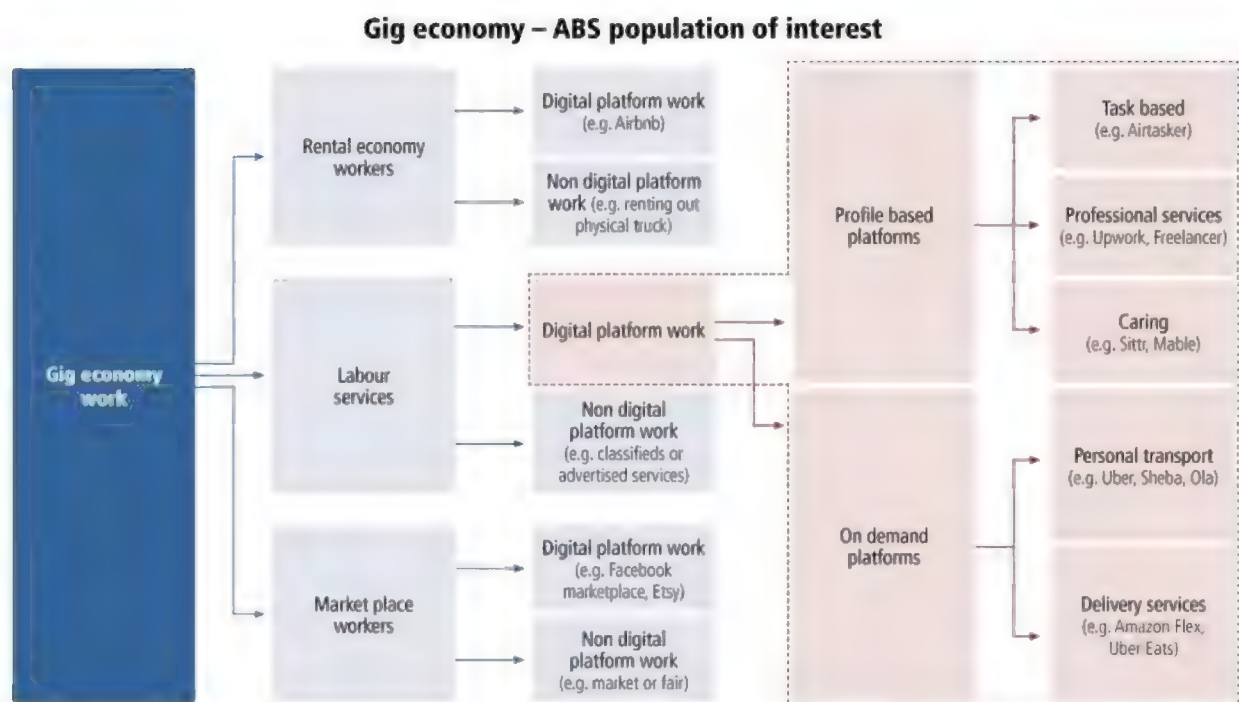 Gig economy – ABS population of interest
Gig economy
work
Rental economy
workers
Digital platform work
(e.g. Airbnb)
Non digital platform
work (e.g. renting out
physical truck)
Labour
services
Digital platform work
Non digital
platform work
(e.g. classifieds or
advertised services)
Market place
workers
Digital platform work
(e.g. Facebook
marketplace, Etsy)
Non digital
platform work
(e.g. market or fair)
Profile based
platforms
Task based
(e.g. Airtasker)
Professional services
(e.g. Upwork, Freelancer)
Caring
(e.g. Sittr, Mable)
On demand
platforms
Personal transport
(e.g. Uber, Sheba, Ola)
Delivery services
(e.g. Amazon Flex,
Uber Eats)